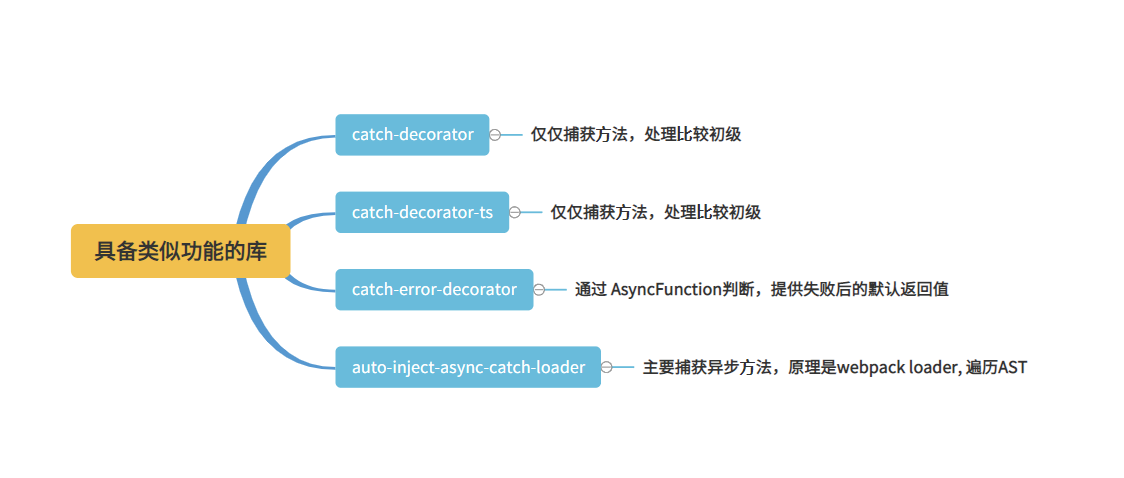 catch-decorator
仅仅捕获方法，处理比较初级
catch-decorator-ts
仅仅捕获方法，处理比较初级
具备类似功能的库
catch-error-decorator
通过 AsyncFunction判断，提供失败后的默认返回值
auto-inject-async-catch-loader
主要捕获异步方法，原理是webpack loader, 遍历AST